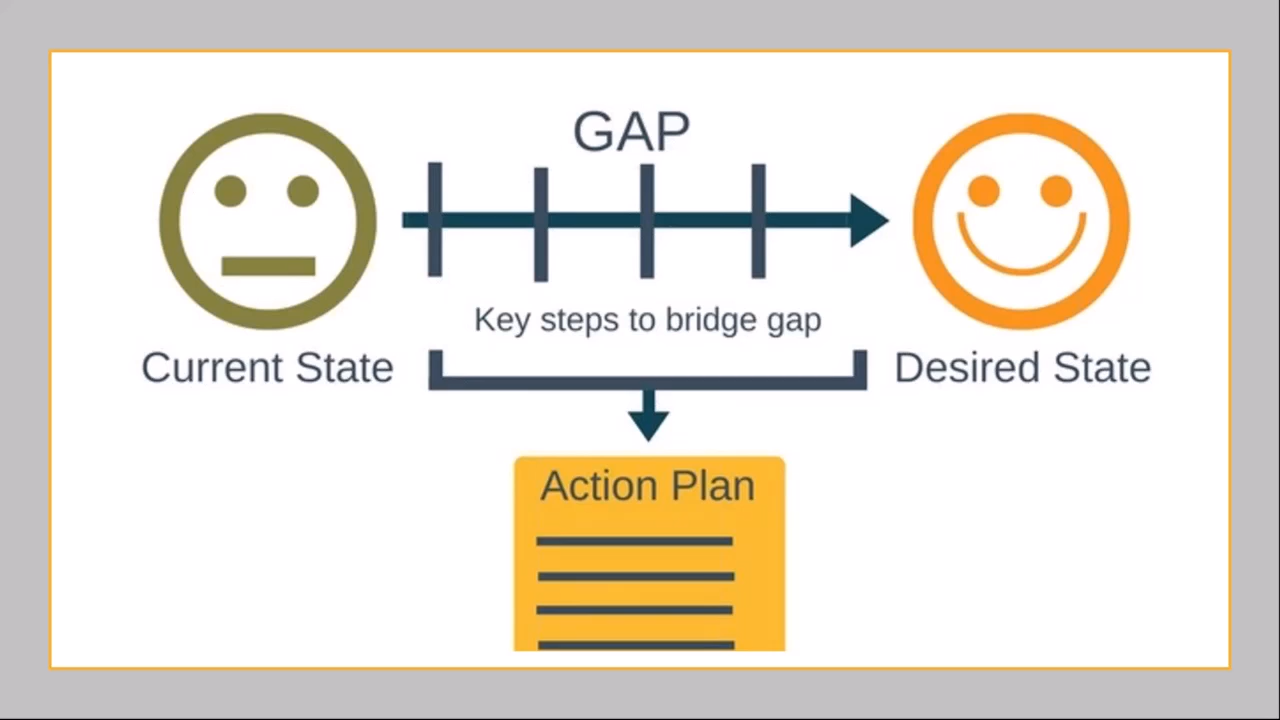 GAP
Key steps to bridge gap
Current State
Desired State
Action Plan